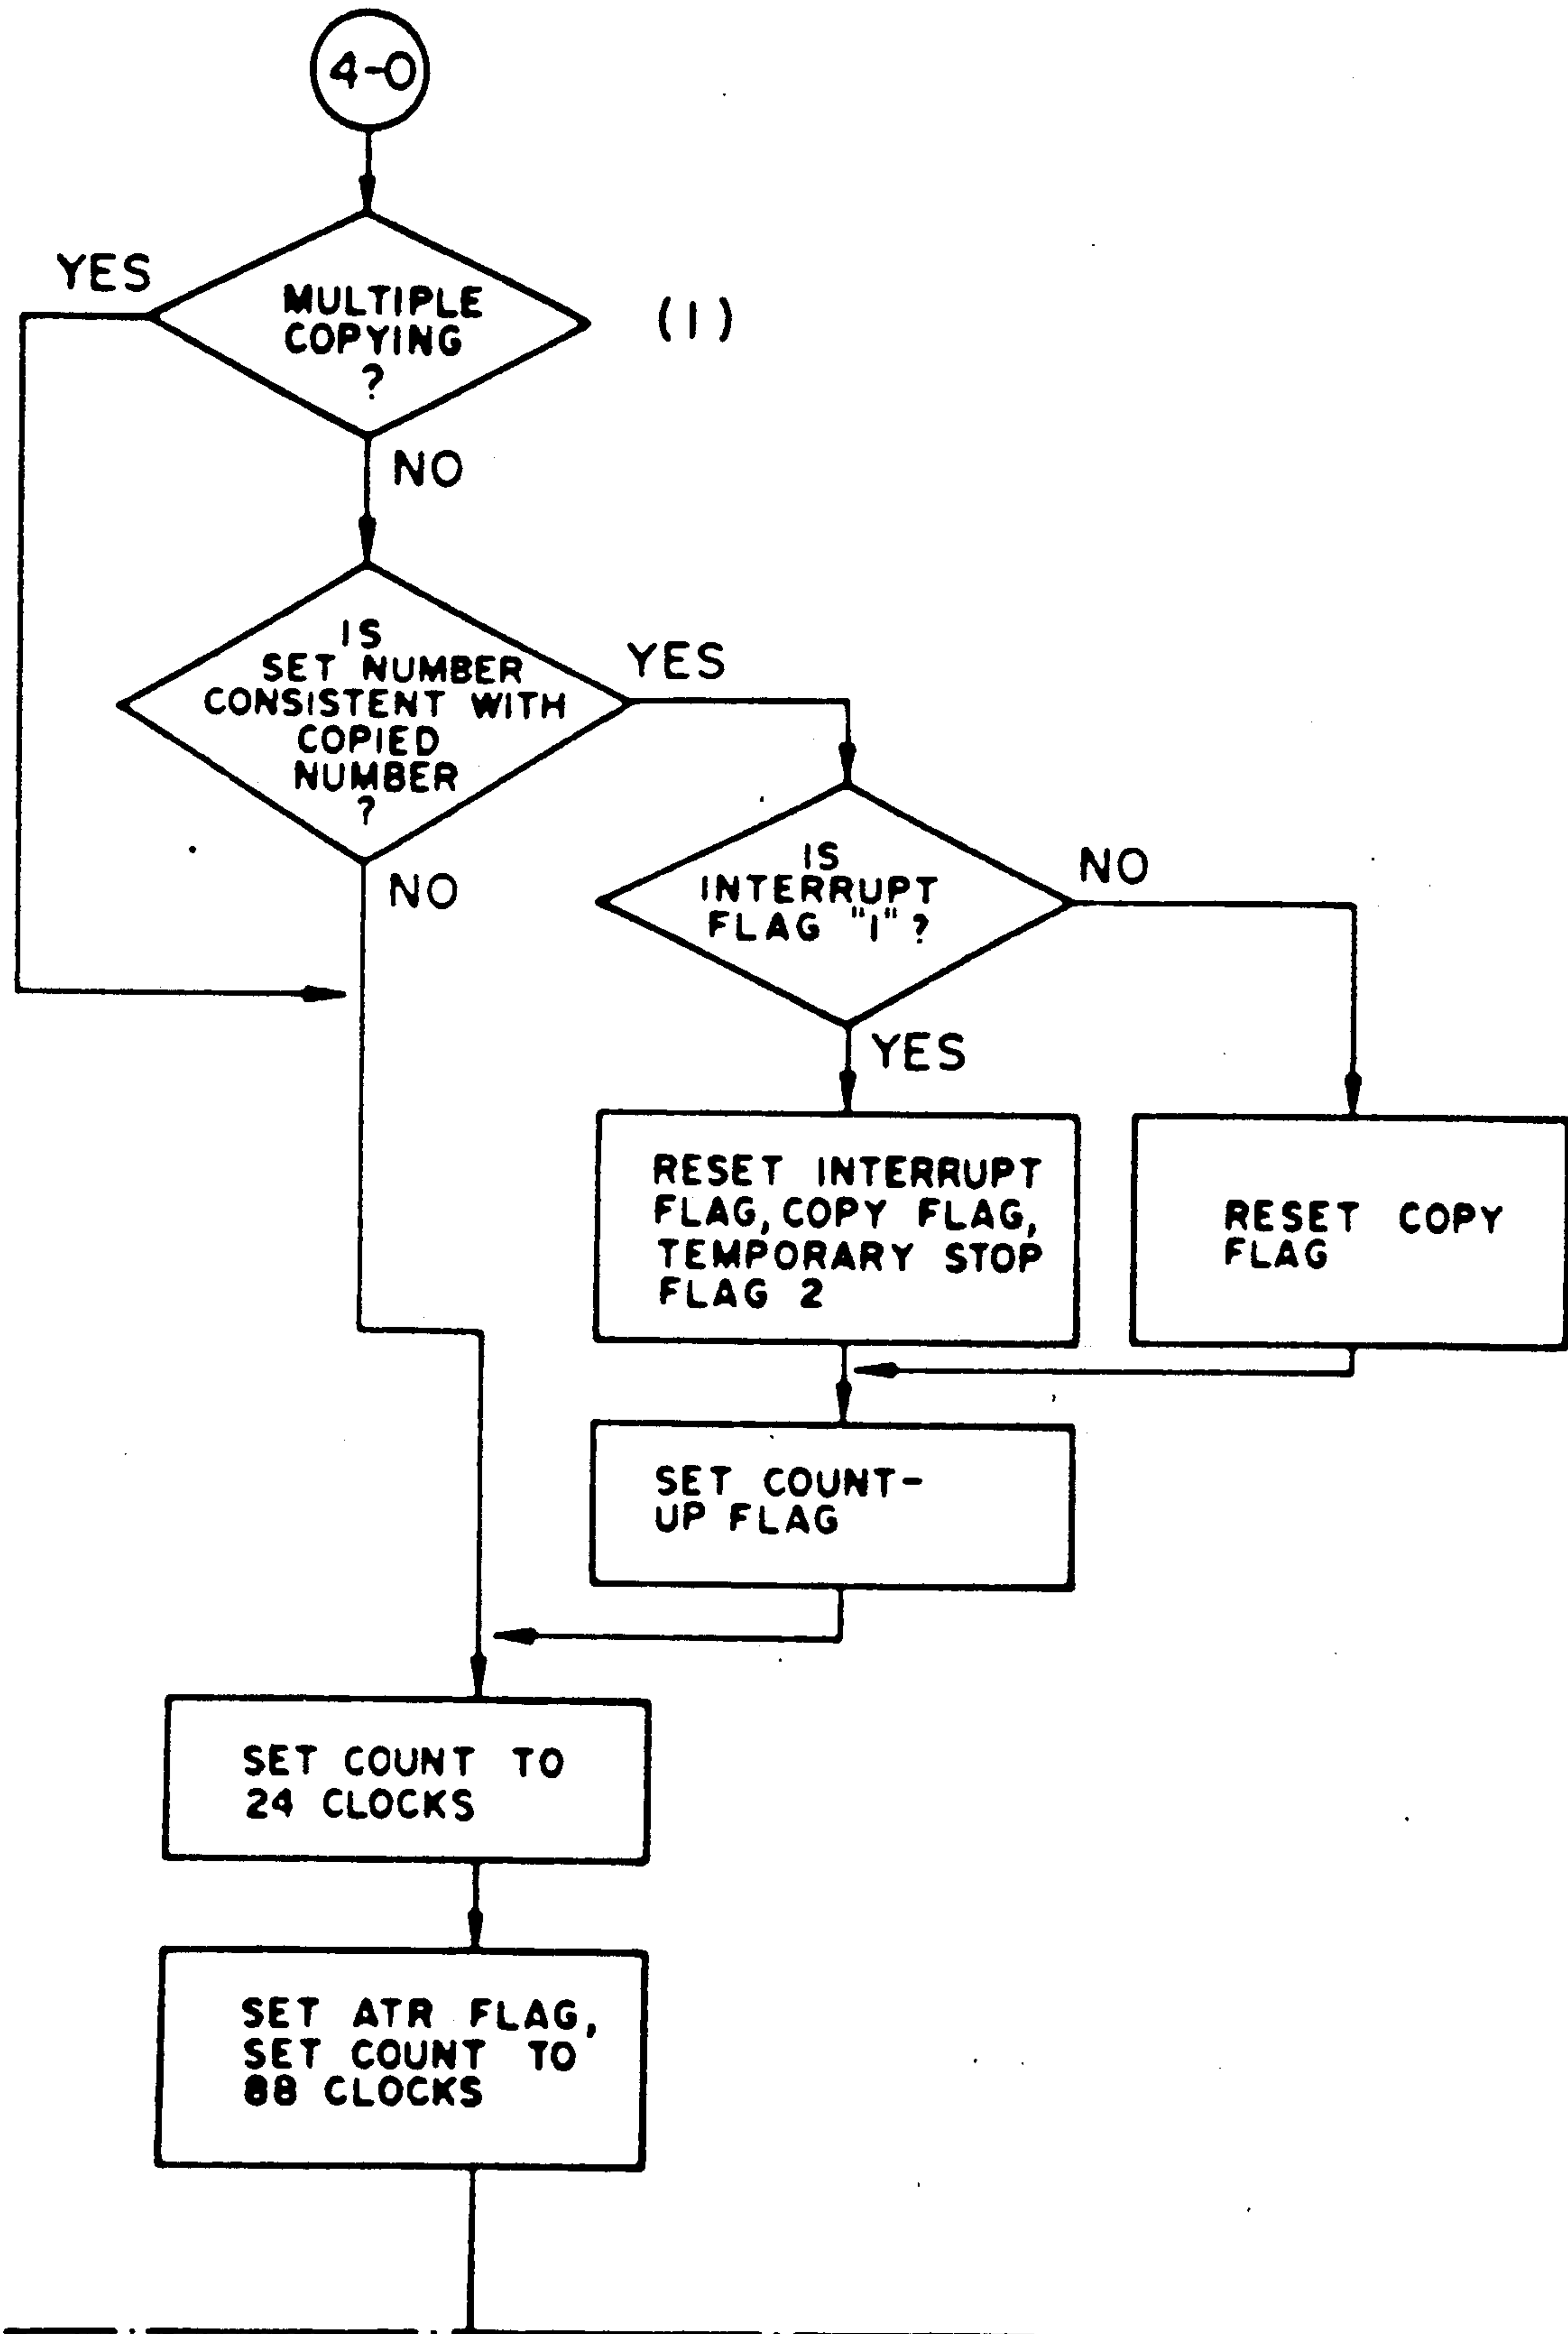 4-0
YES
MULTIPLE
COPYING
?
(1)
NO
IS
SET NUMBER
CONSISTENT WITH
COPIED
NUMBER
?
YES
NO
IS
INTERRUPT
FLAG "1" ?
NO
YES
RESET INTERRUPT
FLAG, COPY FLAG,
TEMPORARY STOP
FLAG 2
RESET COPY
FLAG
SET COUNT-
UP FLAG
SET COUNT TO
24 CLOCKS
SET ATR FLAG,
SET COUNT TO
88 CLOCKS